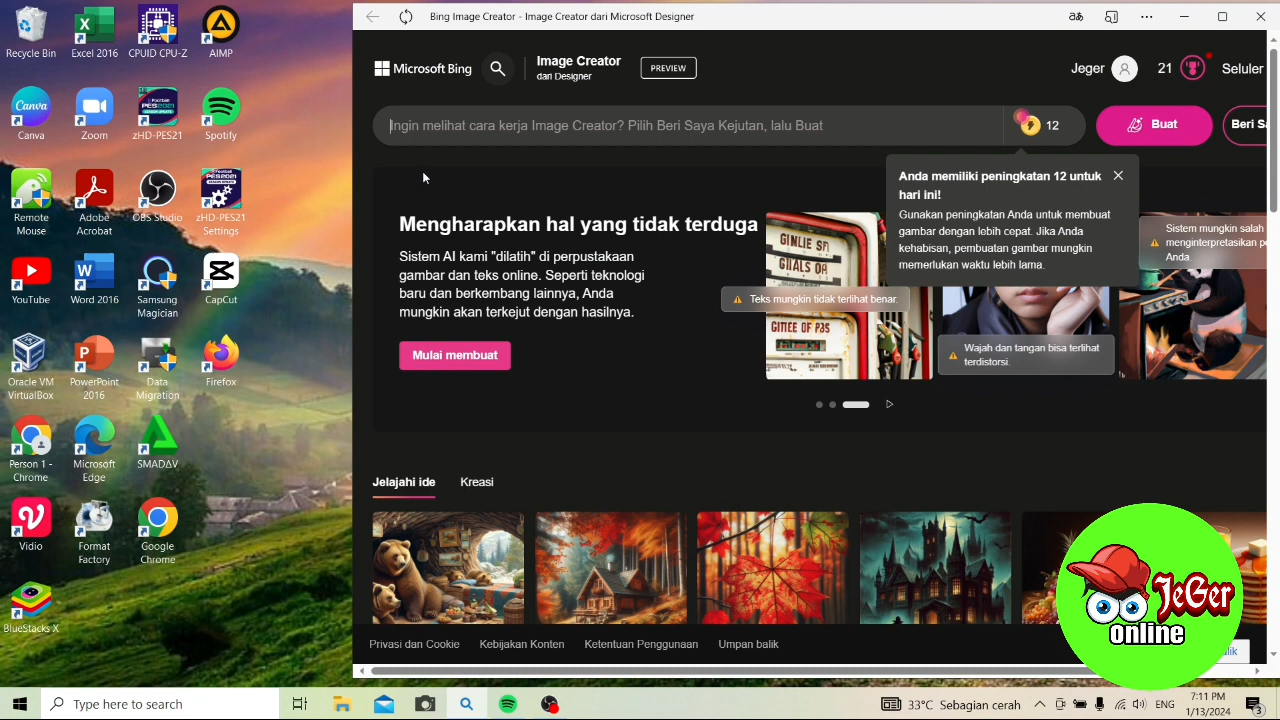 Recycle Bin
Excel 2016
CPUID CPU-Z
AIMP
Canva
Zoom
zHD-PES21
Spotify
Remote
Mouse
Adobe
Acrobat
OBS Studio
zHD-PES21
Settings
YouTube
Word 2016
Samsung
Magician
CapCut
Oracle VM
VirtualBox
PowerPoint
2016
Data
Migration
Firefox
Person 1 -
Chrome
Microsoft
Edge
SMADΔV
Vidio
Format
Factory
Google
Chrome
BlueStacks X
Bing Image Creator - Image Creator dari Microsoft Designer
Microsoft Bing
Image Creator
dari Designer
PREVIEW
Jeger
21
Seluler
Ingin melihat cara kerja Image Creator? Pilih Beri Saya Kejutan, lalu Buat
12
Buat
Beri Sa
Anda memiliki peningkatan 12 untuk
hari ini!
Gunakan peningkatan Anda untuk membuat
gambar dengan lebih cepat. Jika Anda
kehabisan, pembuatan gambar mungkin
memerlukan waktu lebih lama.
Mengharapkan hal yang tidak terduga
Sistem AI kami "dilatih" di perpustakaan
gambar dan teks online. Seperti teknologi
baru dan berkembang lainnya, Anda
mungkin akan terkejut dengan hasilnya.
Mulai membuat
Teks mungkin tidak terlihat benar.
Wajah dan tangan bisa terlihat
terdistorsi.
Sistem mungkin salah
menginterpretasikan pe
Anda.
Jelajahi ide
Kreasi
Privasi dan Cookie
Kebijakan Konten
Ketentuan Penggunaan
Umpan balik
JeGer
online
Type here to search
33°C Sebagian cerah
ENG
7:11 PM
1/13/2024
3